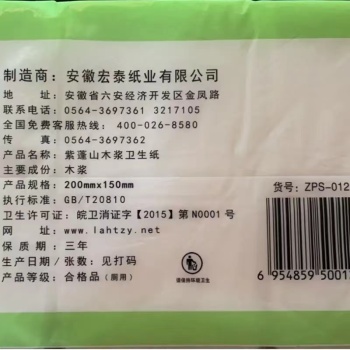 制造商：安徽宏泰纸业有限公司
地 址：安徽省六安经济开发区金凤路
联系电话：0564-3697361 3217105
全国免费客服热线：400-026-8580
传 真：0564-3697362
产品名称：紫蓬山木浆卫生纸
主要成份：木浆
产品规格：200mmx150mm
执行标准：GB/T20810
卫生许可证：皖卫消证字【2015】第N0001号
网 址：www.lahtzy.net
保 质 期：三年
生产日期/张数：见打码
产品等级：合格品（厕用）
货号：ZPS-012
请保持环境卫生
6 954859 5001